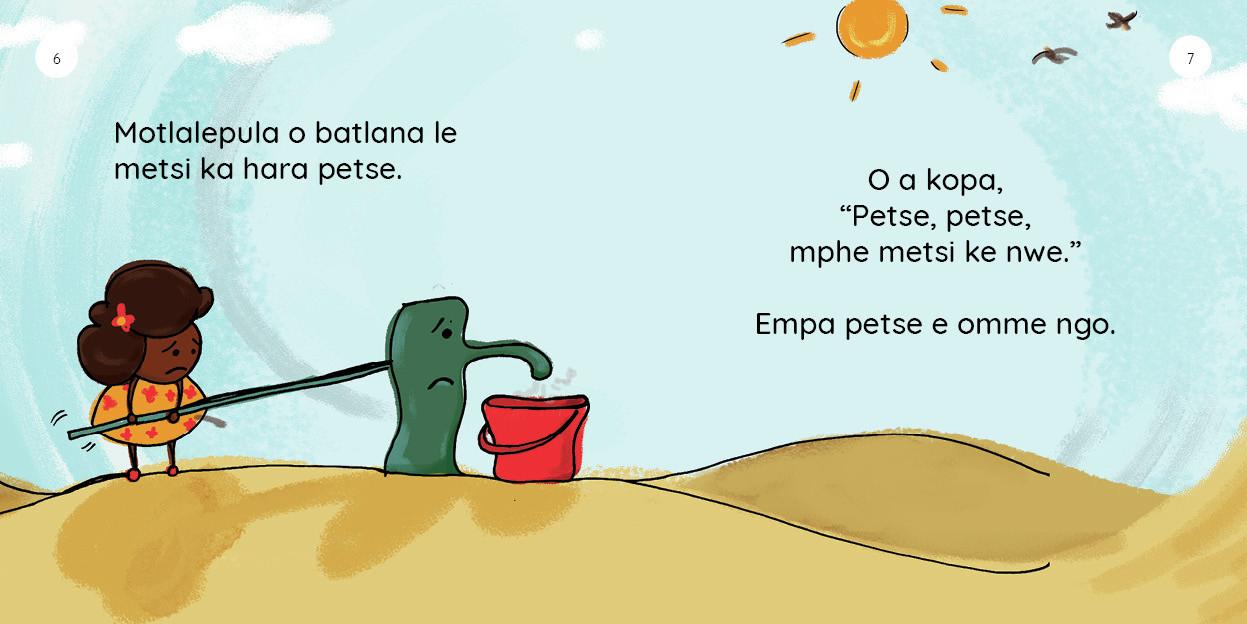 6
Motlalepula o batlana le
metsi ka hara petse.
7
O a kopa,
“Petse, petse,
mphe metsi ke nwe.”
Empa petse e omme ngo.